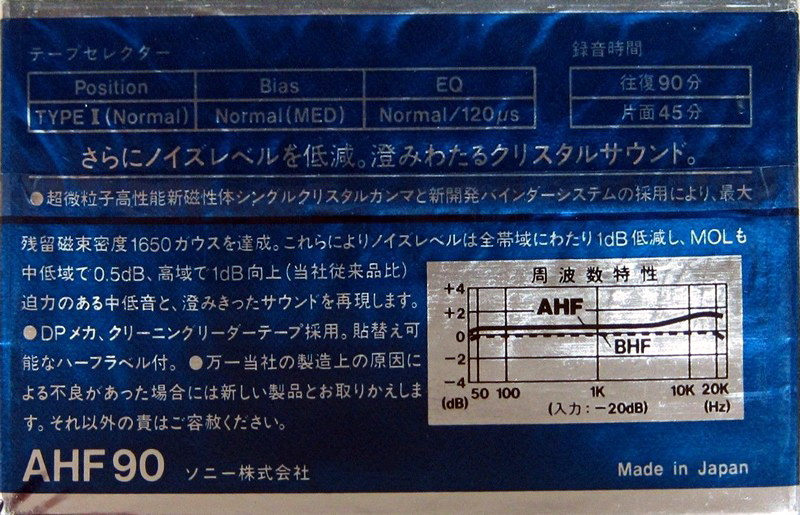 テープセレクター
録音時間
Position Bias EQ
往復90分
TYPE I (Normal) Normal(MED) Normal/120μs
片面45分
さらにノイズレベルを低減。澄みわたるクリスタルサウンド。
●超微粒子高性能新磁性体シングルクリスタルガンマと新開発バインダーシステムの採用により、最大
残留磁束密度1650ガウスを達成。これらによりノイズレベルは全帯域にわたり1dB低減し、MOLも
中低域で0.5dB、高域で1dB向上(当社従来品比)
迫力のある中低音と、澄みきったサウンドを再現します。
●DPメカ、クリーニングリーダーテープ採用。貼替え可
能なハーフラベル付。●万一当社の製造上の原因に
よる不良があった場合には新しい製品とお取りかえしま
す。それ以外の責はご容赦ください。
周波数特性
+4
+2
0
−2
−4
AHF
BHF
(dB) 50 100 1K 10K 20K
(入力：−20dB) (Hz)
AHF 90 ソニー株式会社
Made in Japan